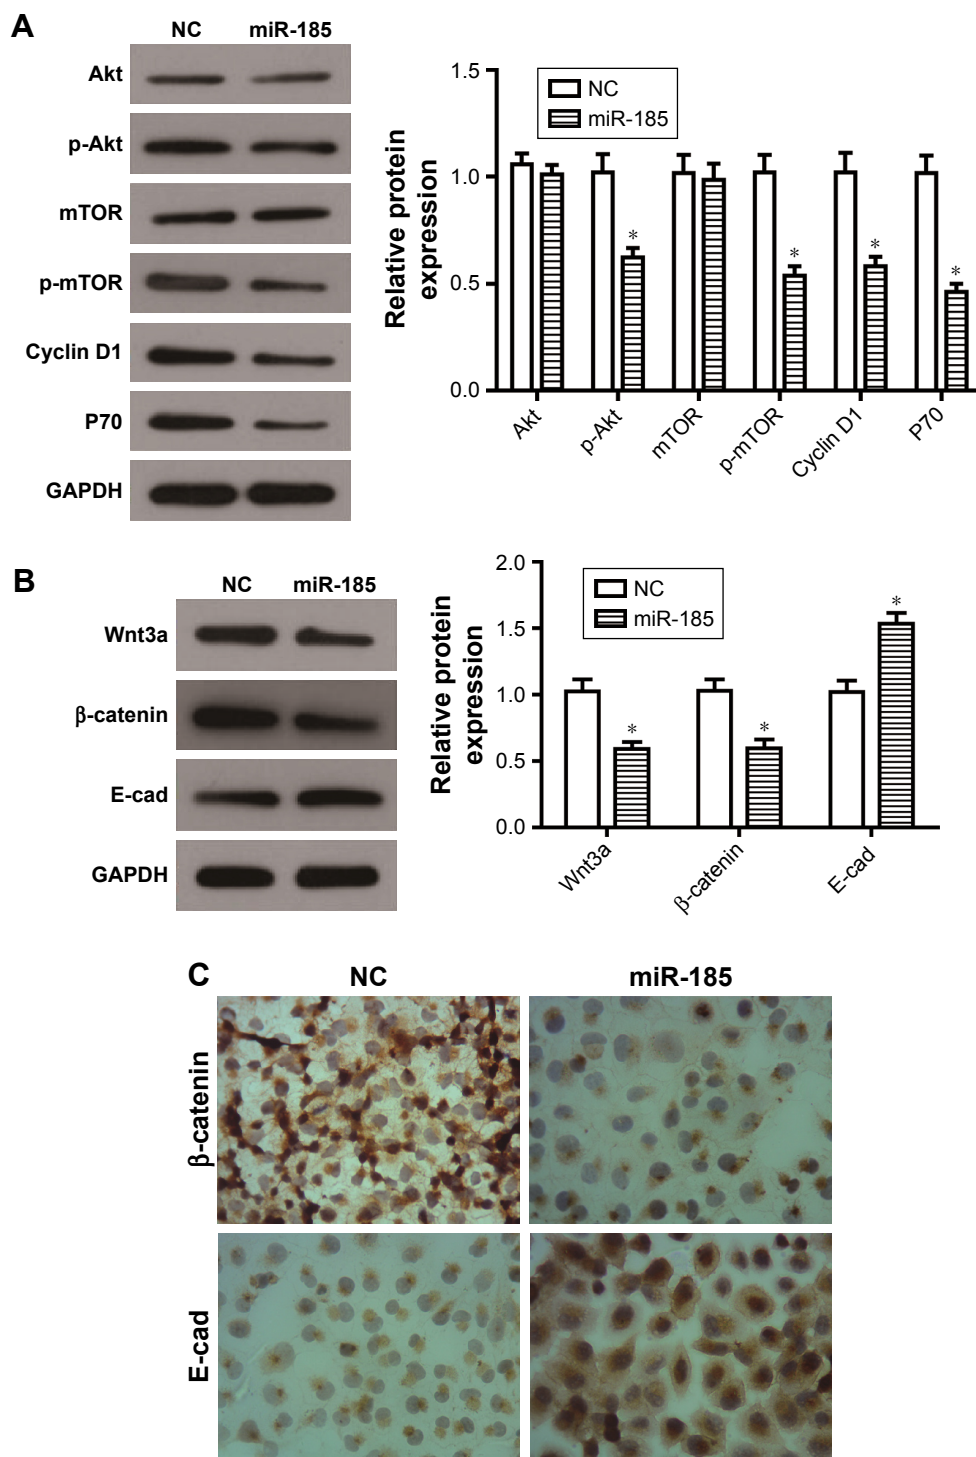 A
NC miR-185
Akt
p-Akt
mTOR
p-mTOR
Cyclin D1
P70
GAPDH
Relative protein
expression
1.5
1.0
0.5
0.0
NC
miR-185
*
*
*
*
Akt
p-Akt
mTOR
p-mTOR
Cyclin D1
P70
B
NC miR-185
Wnt3a
β-catenin
E-cad
GAPDH
Relative protein
expression
2.0
1.5
1.0
0.5
0.0
NC
miR-185
*
*
*
Wnt3a
β-catenin
E-cad
C
NC miR-185
β-catenin
E-cad